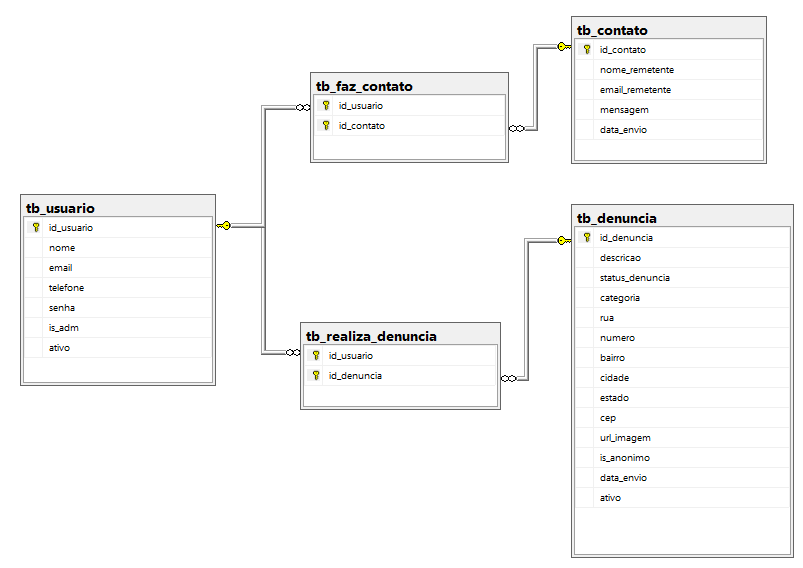 tb_contato
id_contato
nome_remetente
email_remetente
mensagem
data_envio
tb_faz_contato
id_usuario
id_contato
tb_usuario
id_usuario
nome
email
telefone
senha
is_adm
ativo
tb_denuncia
id_denuncia
descricao
status_denuncia
categoria
rua
numero
bairro
cidade
estado
cep
url_imagem
is_anonimo
data_envio
ativo
tb_realiza_denuncia
id_usuario
id_denuncia